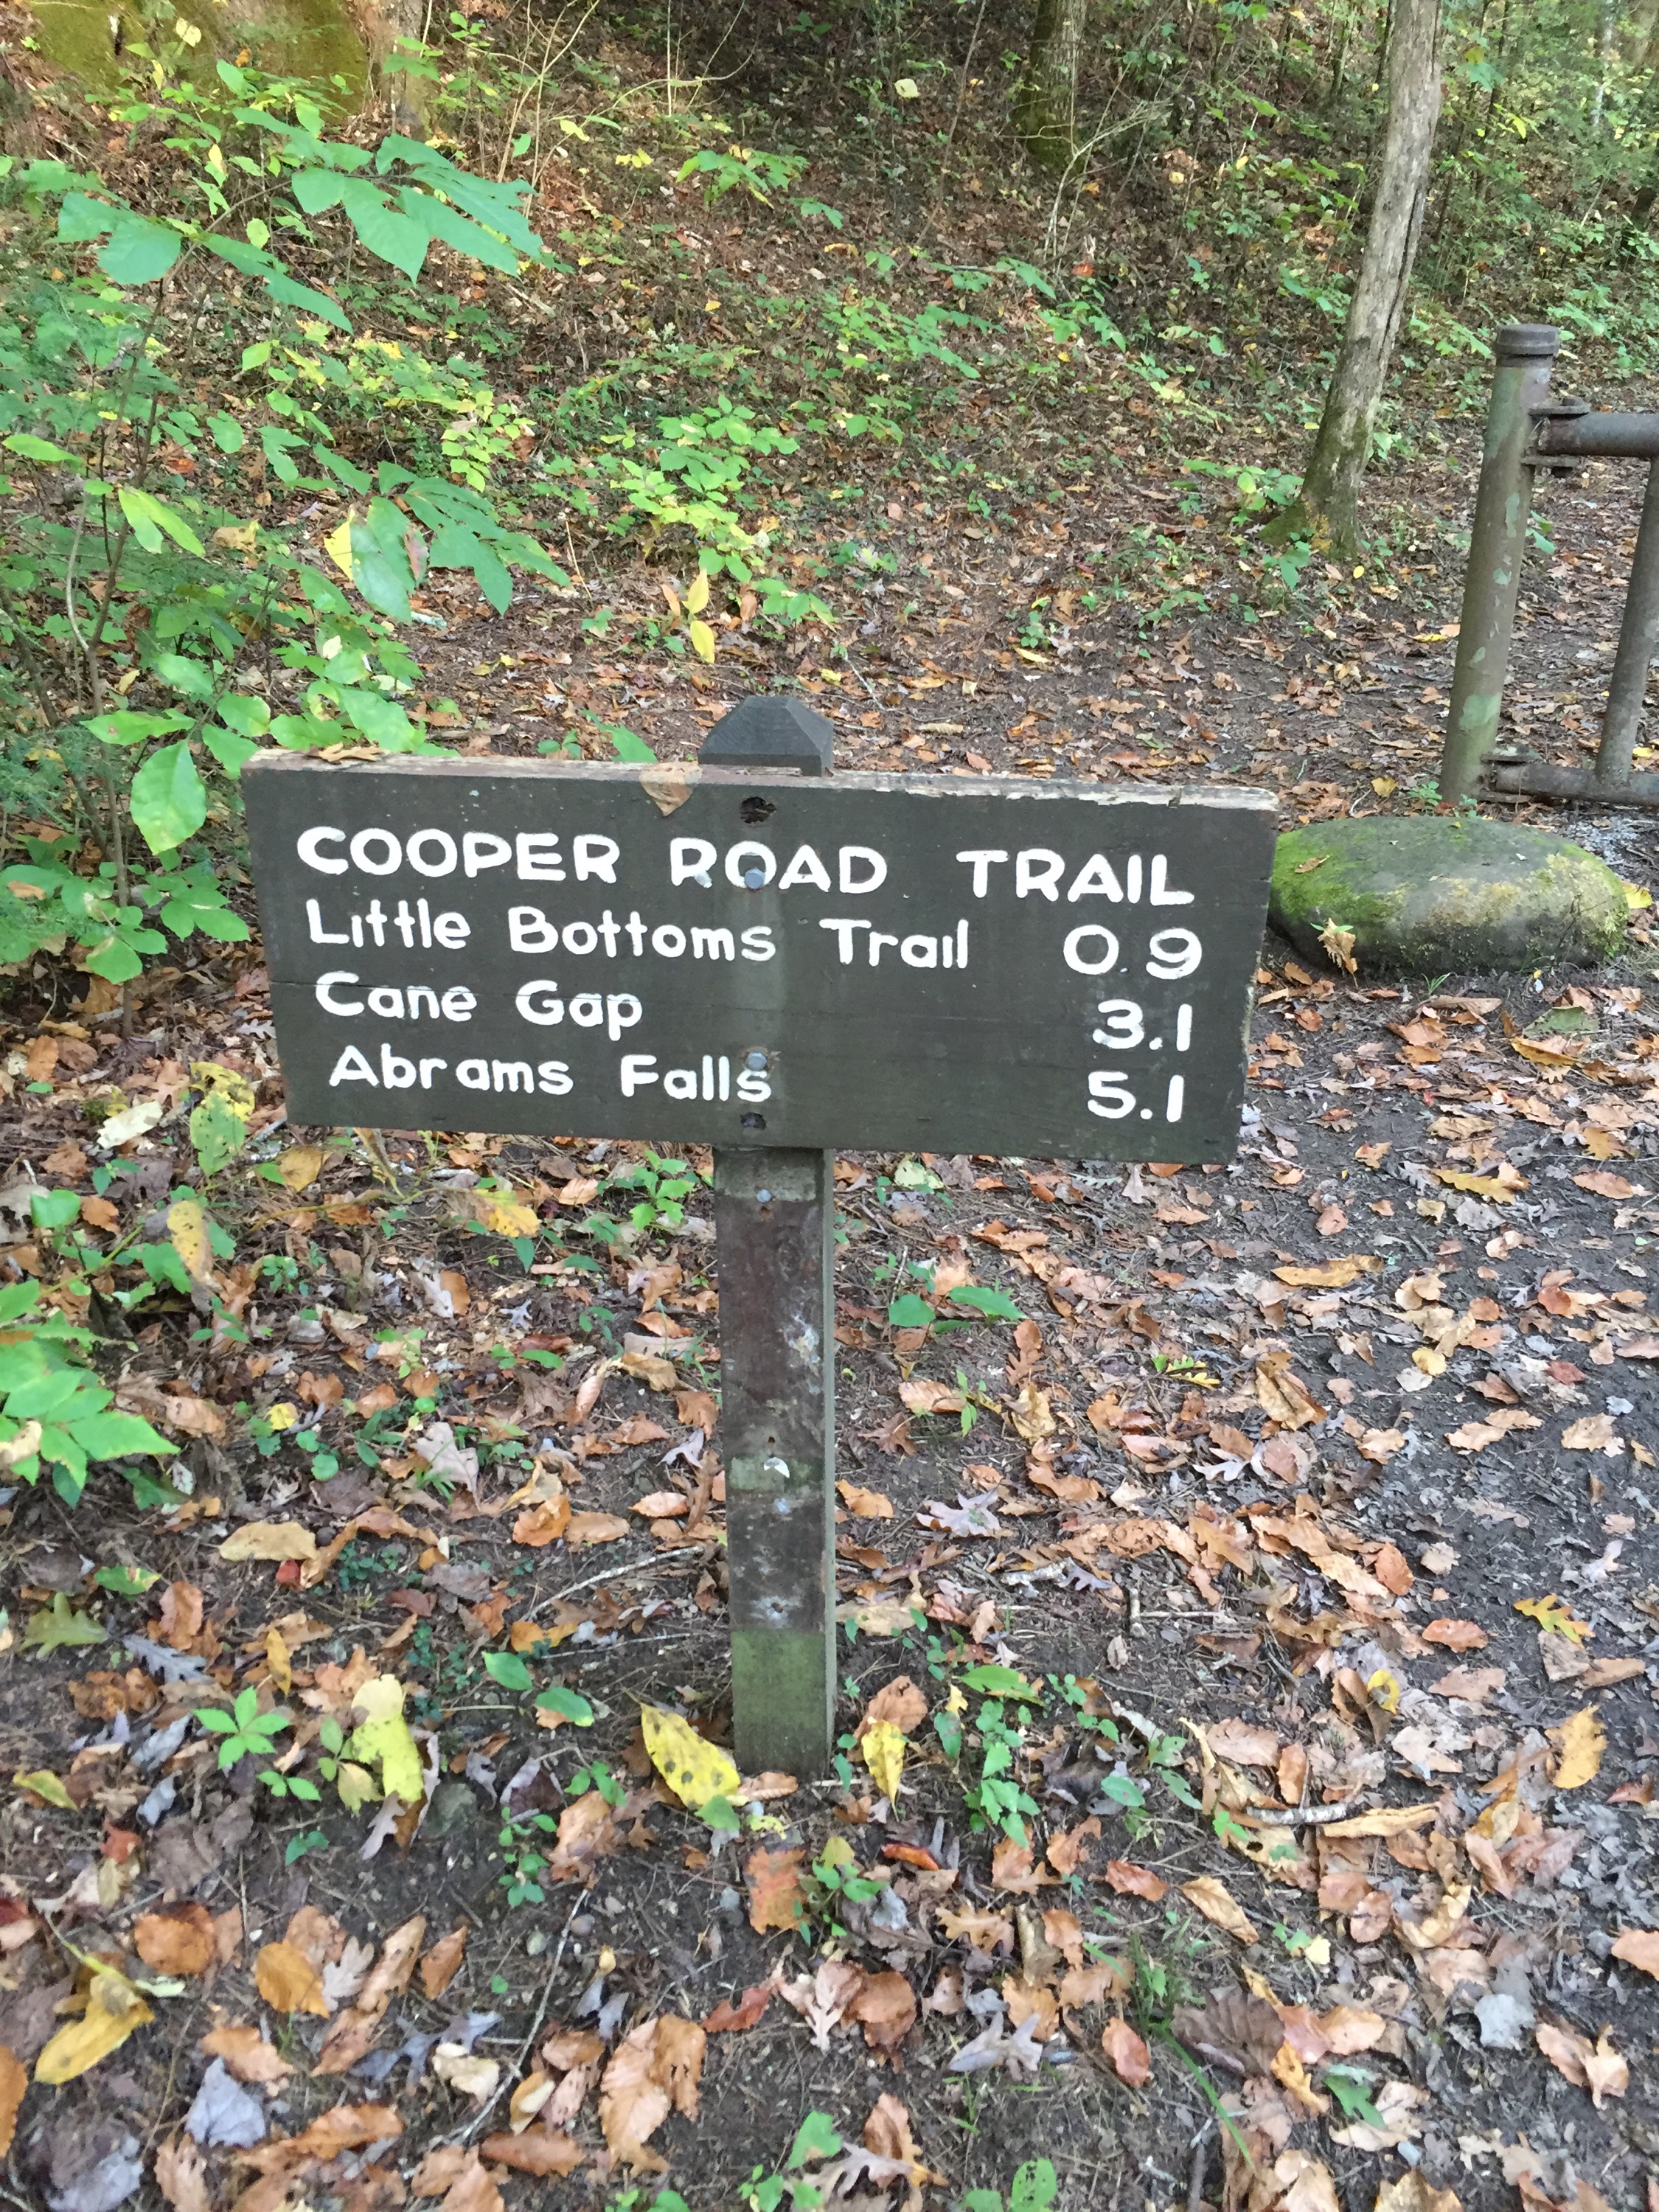 COOPER ROAD TRAIL
Little Bottoms Trail 0.9
Cane Gap 3.1
Abrams Falls 5.1